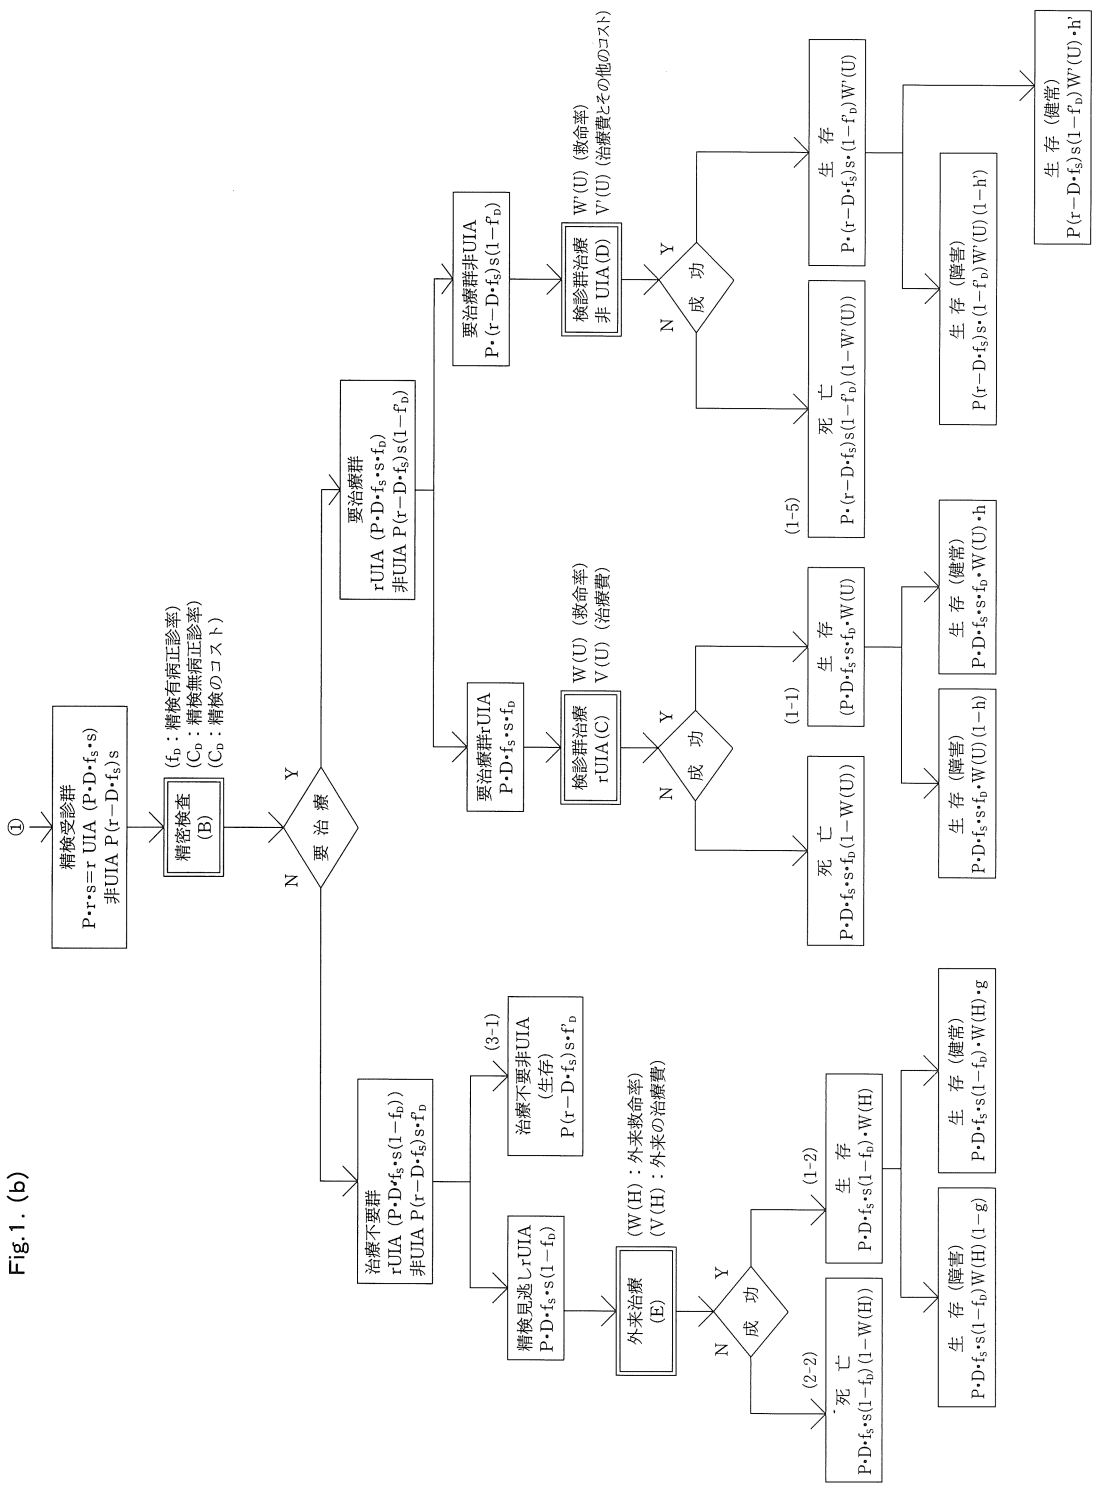 Fig.1. (b)
①
精検受診群
P•r•s=r UIA (P•D•fs•s)
非UIA P(r−D•fs)s
精密検査
(B)
(fD：精検有病正診率)
(CD：精検無病正診率)
(CD：精検のコスト)
N
Y
要 治 療
治療不要群
rUIA (P•D•fs•s(1−fD))
非UIA P(r−D•fs)s•f'D
要治療群
rUIA (P•D•fs•s•fD)
非UIA P(r−D•fs)s(1−f'D)
精検見逃しrUIA
P•D•fs•s(1−fD)
(3-1)
治療不要非UIA
(生存)
P(r−D•fs)s•f'D
要治療群rUIA
P•D•fs•s•fD
要治療群非UIA
P•(r−D•fs)s(1−f'D)
外来治療
(E)
(W(H)：外来救命率)
(V(H)：外来の治療費)
検診群治療
rUIA(C)
W(U) (救命率)
V(U) (治療費)
検診群治療
非 UIA(D)
W'(U) (救命率)
V'(U) (治療費とその他のコスト)
N
Y
成 功
N
Y
成 功
N
Y
成 功
(2-2)
死 亡
P•D•fs•s(1−fD)(1−W(H))
(1-2)
生 存
P•D•fs•s(1−fD)•W(H)
死 亡
P•D•fs•s•fD(1−W(U))
(1-1)
生 存
(P•D•fs•s•fD•W(U)
(1-5)
死 亡
P•(r−D•fs)s(1−f'D)(1−W'(U))
生 存
P•(r−D•fs)s•(1−f'D)W'(U)
生 存 (障害)
P•D•fs•s(1−fD)W(H)(1−g)
生 存 (健常)
P•D•fs•s(1−fD)•W(H)•g
生 存 (障害)
P•D•fs•s•fD•W(U)(1−h)
生 存 (健常)
P•D•fs•s•fD•W(U)•h
生 存 (障害)
P(r−D•fs)s•(1−f'D)W'(U)(1−h')
生 存 (健常)
P(r−D•fs)s(1−f'D)W'(U)•h'